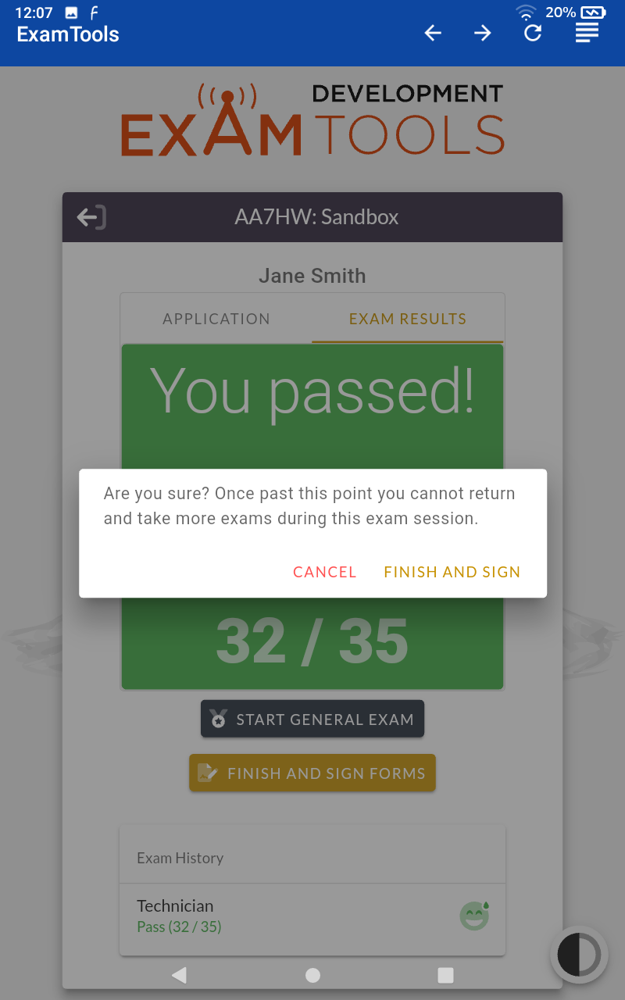 12:07
20%
ExamTools
DEVELOPMENT
EXAM TOOLS
AA7HW: Sandbox
Jane Smith
APPLICATION
EXAM RESULTS
You passed!
Are you sure? Once past this point you cannot return
and take more exams during this exam session.
CANCEL
FINISH AND SIGN
32 / 35
START GENERAL EXAM
FINISH AND SIGN FORMS
Exam History
Technician
Pass (32 / 35)